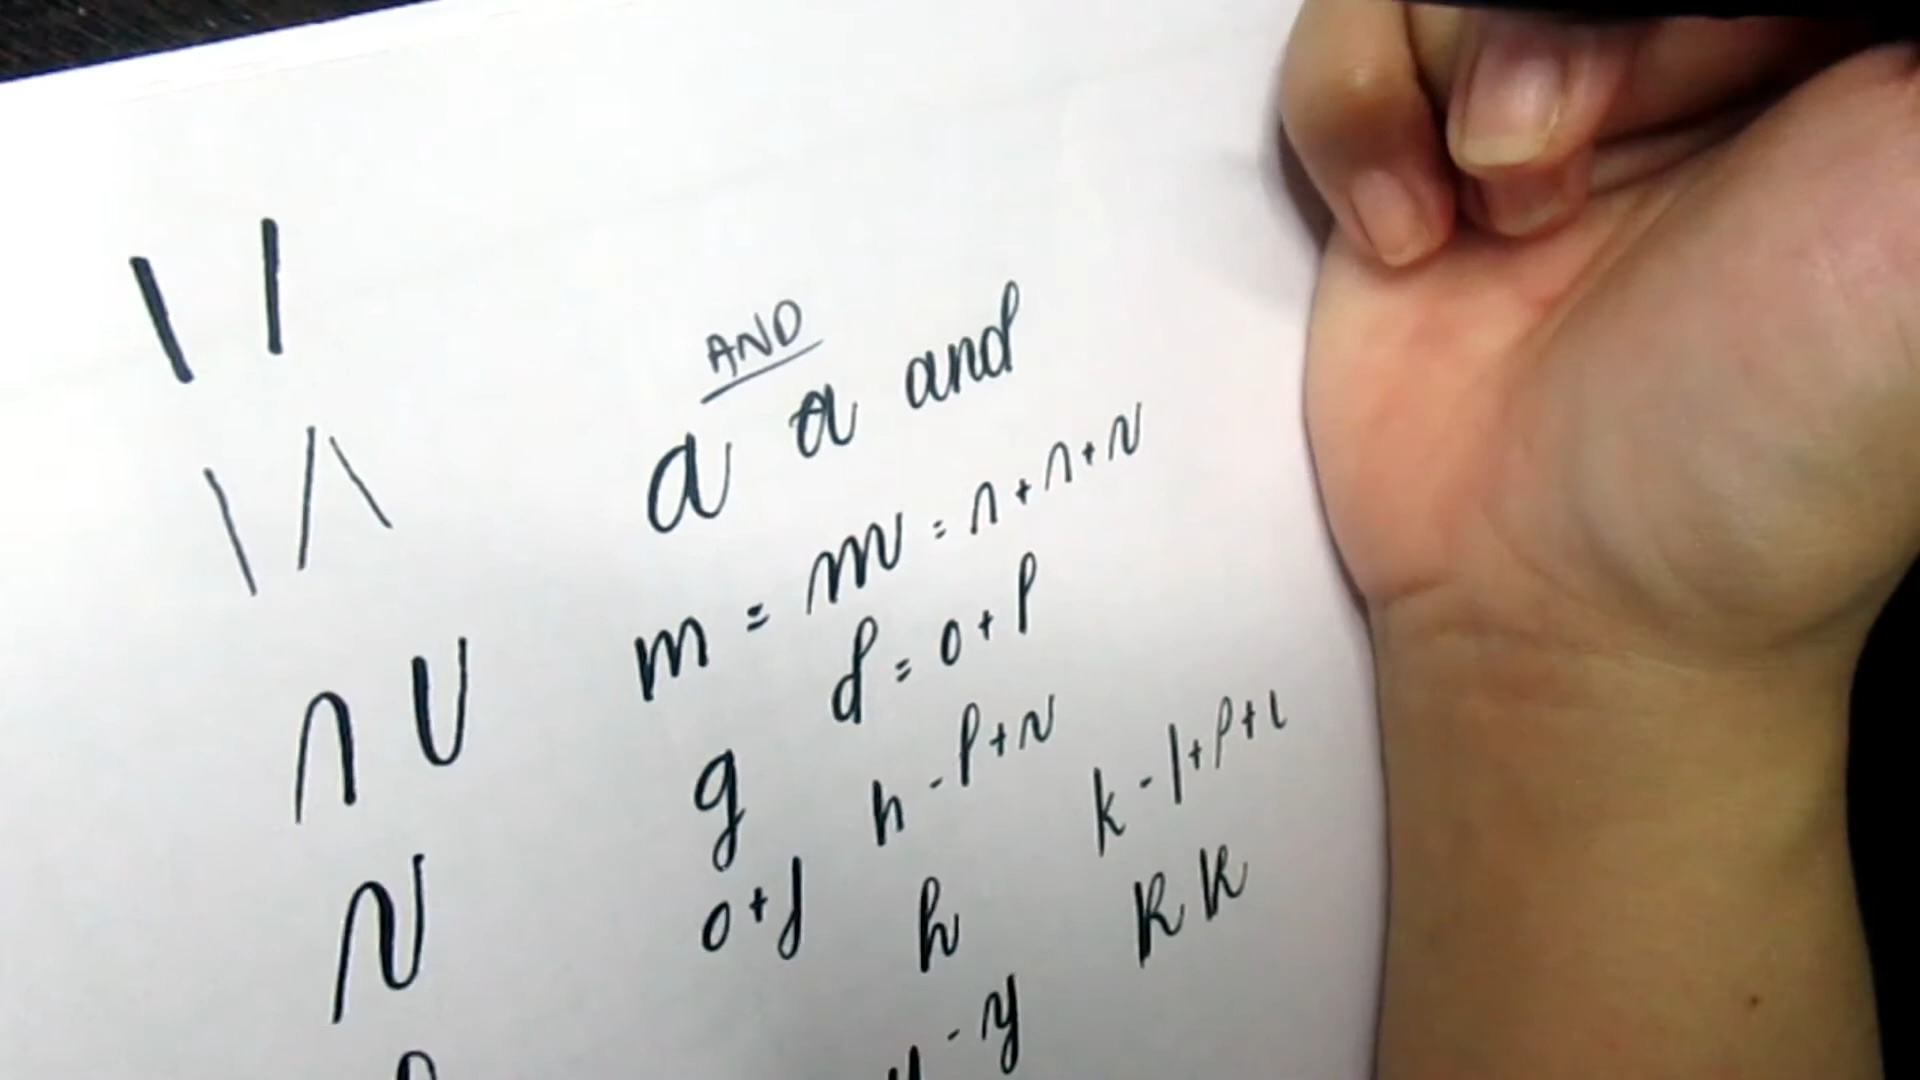 AND
a a and
m = m = n + n + N
d = o + l
g h - l + N k - l + p + ι
o + j h k k
y - y